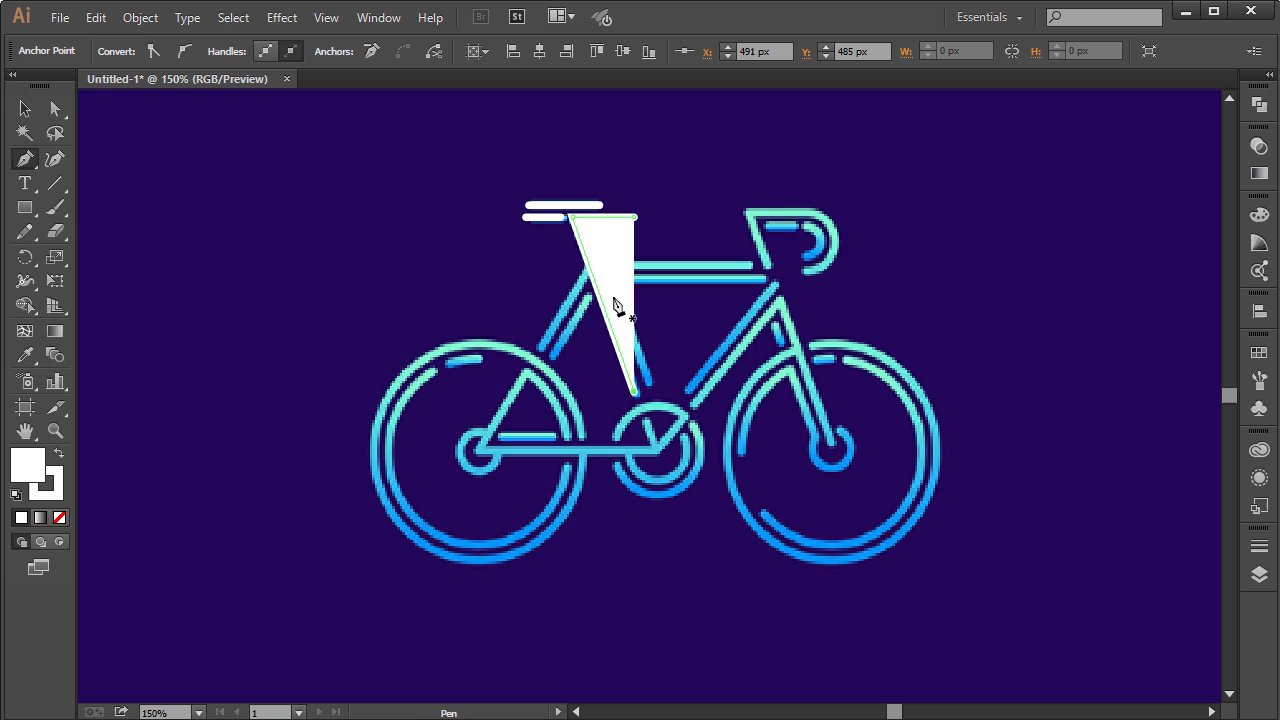 Ai File Edit Object Type Select Effect View Window Help Br St Essentials
Anchor Point Convert: Handles: Anchors: X: 491 px Y: 485 px W: 0 px H: 0 px
Untitled-1* @ 150% (RGB/Preview) ×
T
150% 1 Pen